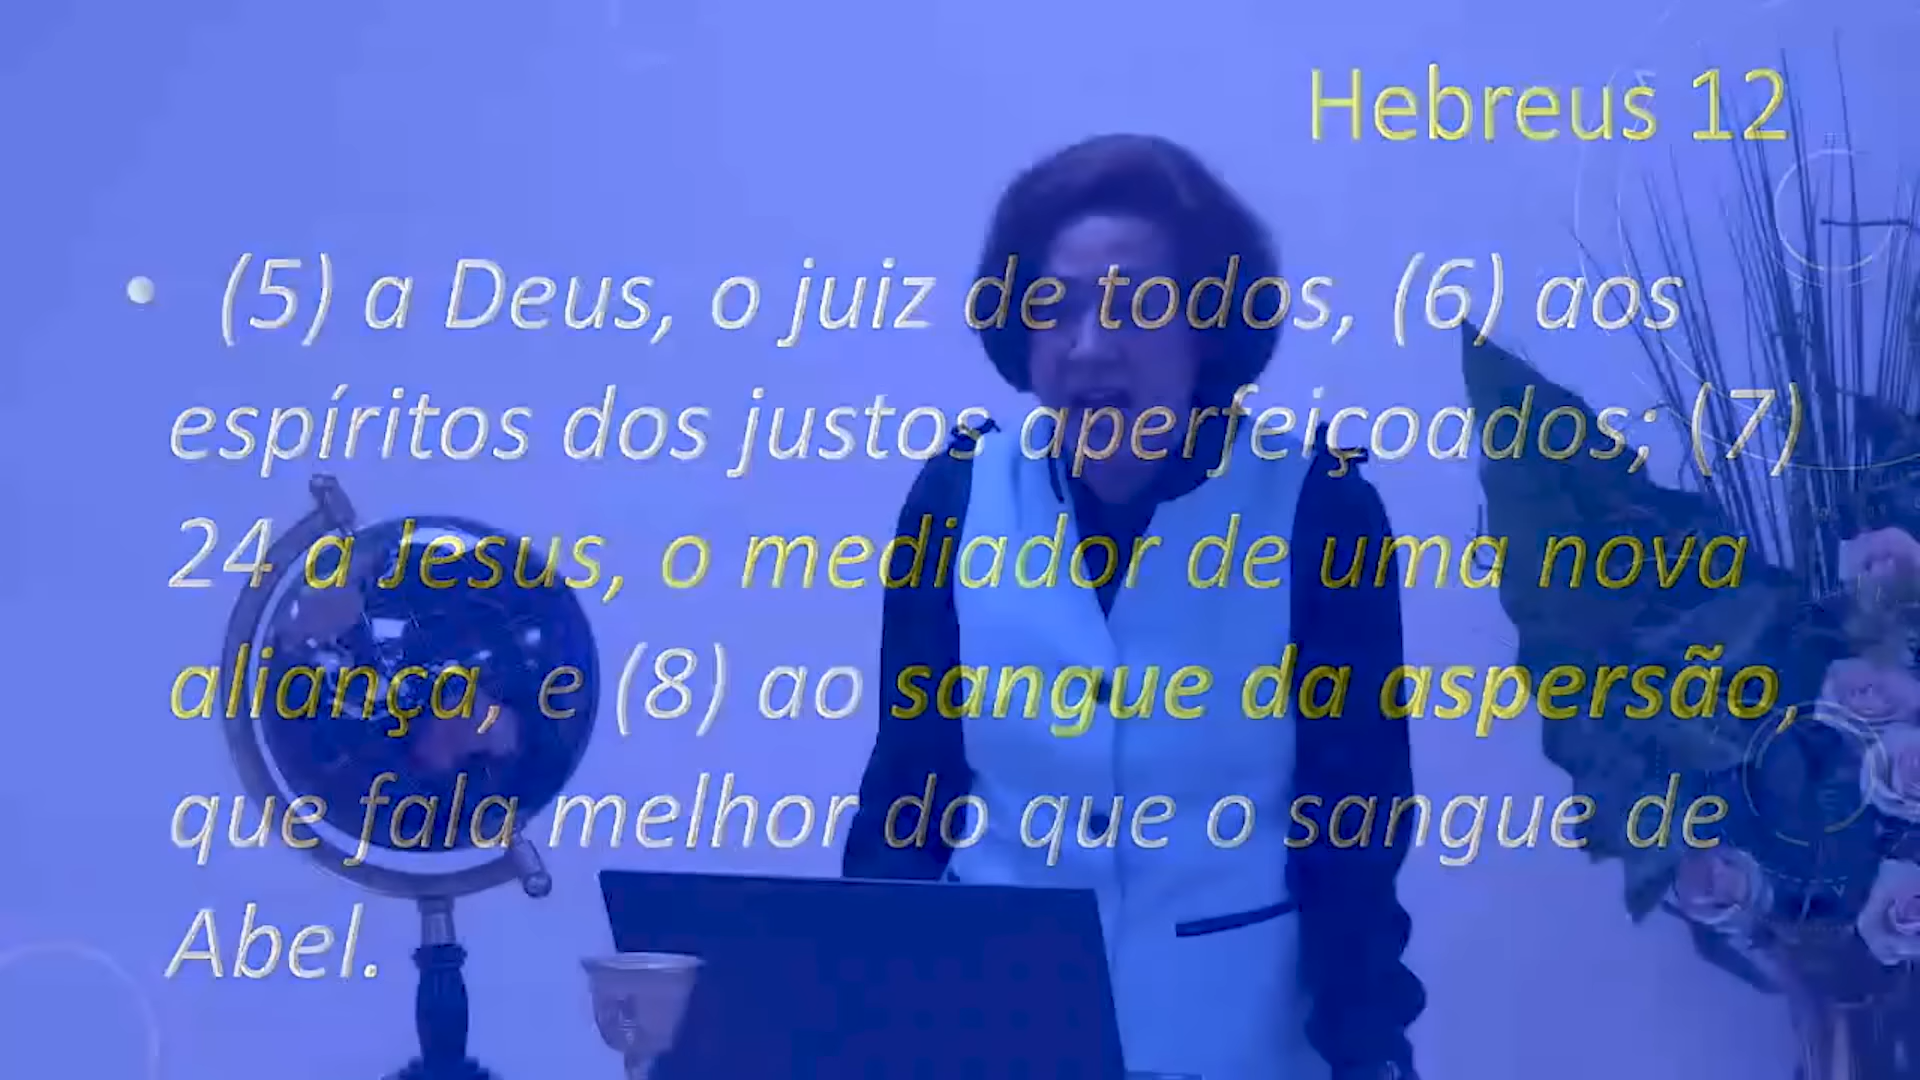 Hebreus 12
• (5) a Deus, o juiz de todos, (6) aos
espíritos dos justos aperfeiçoados; (7)
24 a Jesus, o mediador de uma nova
aliança, e (8) ao sangue da aspersão,
que fala melhor do que o sangue de
Abel.